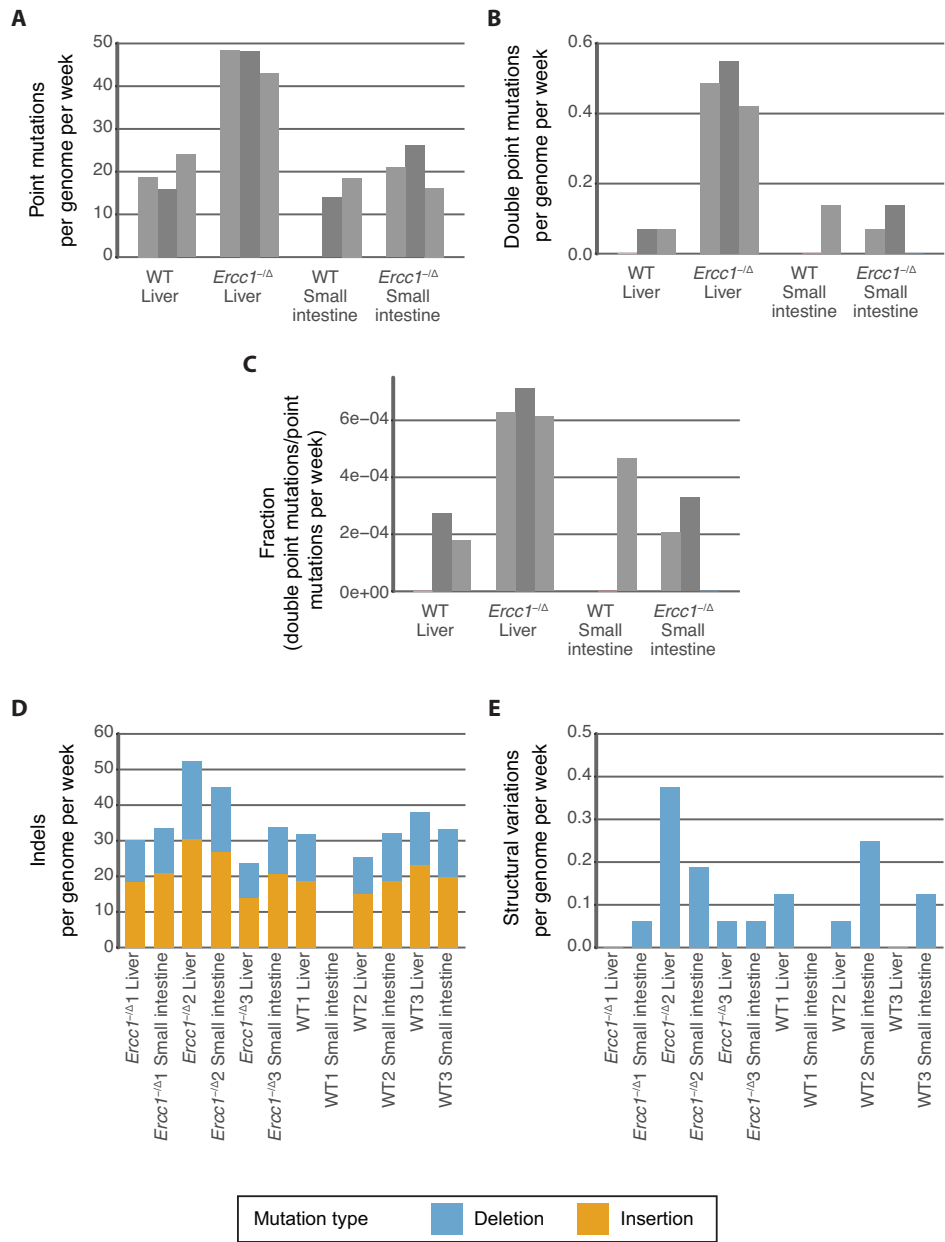 A
Point mutations
per genome per week
50
40
30
20
10
0
WT
Liver
Ercc1−/Δ
Liver
WT
Small
intestine
Ercc1−/Δ
Small
intestine
B
Double point mutations
per genome per week
0.6
0.4
0.2
0.0
WT
Liver
Ercc1−/Δ
Liver
WT
Small
intestine
Ercc1−/Δ
Small
intestine
C
Fraction
(double point mutations/point
mutations per week)
6e−04
4e−04
2e−04
0e+00
WT
Liver
Ercc1−/Δ
Liver
WT
Small
intestine
Ercc1−/Δ
Small
intestine
D
Indels
per genome per week
60
50
40
30
20
10
0
Ercc1−/Δ1 Liver
Ercc1−/Δ1 Small intestine
Ercc1−/Δ2 Liver
Ercc1−/Δ2 Small intestine
Ercc1−/Δ3 Liver
Ercc1−/Δ3 Small intestine
WT1 Liver
WT1 Small intestine
WT2 Liver
WT2 Small intestine
WT3 Liver
WT3 Small intestine
E
Structural variations
per genome per week
0.5
0.4
0.3
0.2
0.1
0.0
Ercc1−/Δ1 Liver
Ercc1−/Δ1 Small intestine
Ercc1−/Δ2 Liver
Ercc1−/Δ2 Small intestine
Ercc1−/Δ3 Liver
Ercc1−/Δ3 Small intestine
WT1 Liver
WT1 Small intestine
WT2 Liver
WT2 Small intestine
WT3 Liver
WT3 Small intestine
Mutation type Deletion Insertion